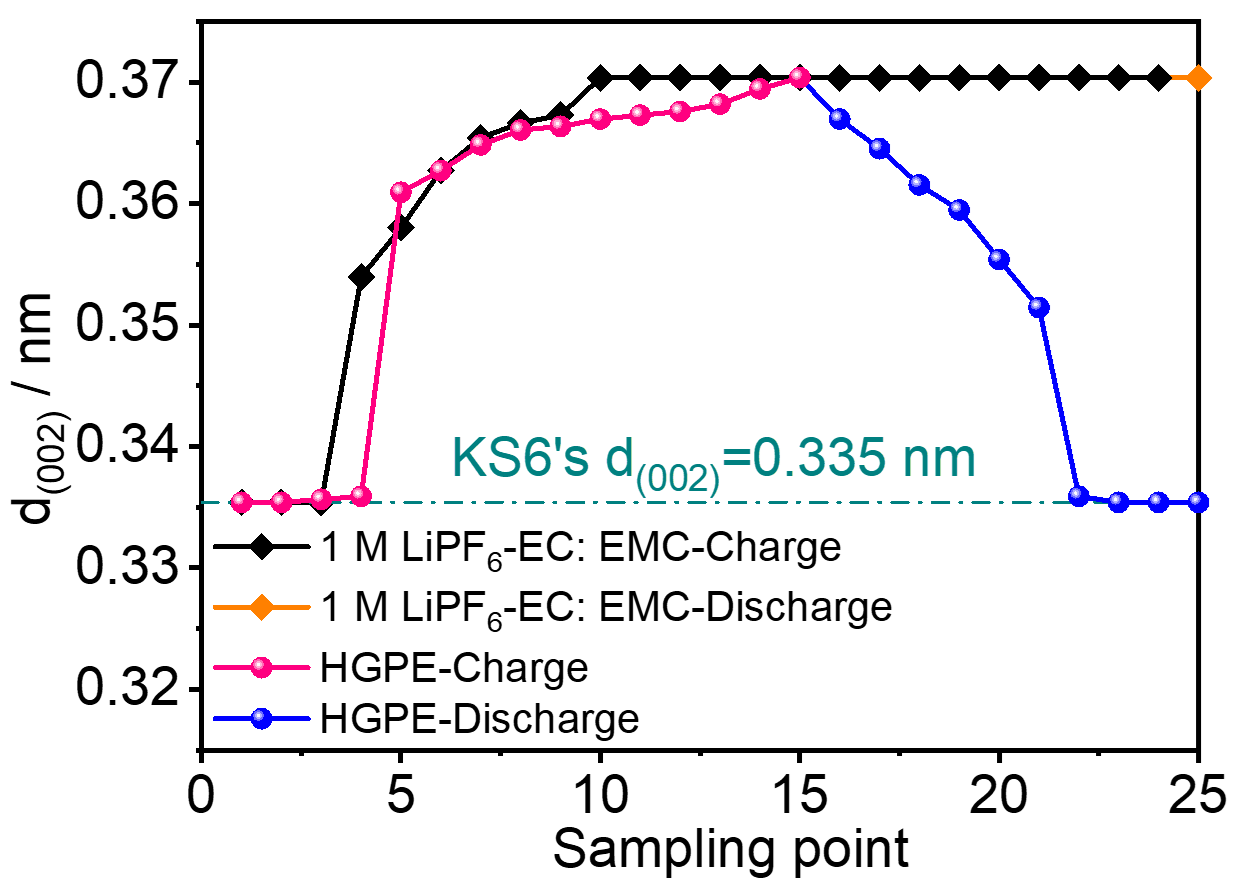 d(002) / nm
0.37
0.36
0.35
0.34
0.33
0.32
KS6's d(002)=0.335 nm
1 M LiPF6-EC: EMC-Charge
1 M LiPF6-EC: EMC-Discharge
HGPE-Charge
HGPE-Discharge
0 5 10 15 20 25
Sampling point